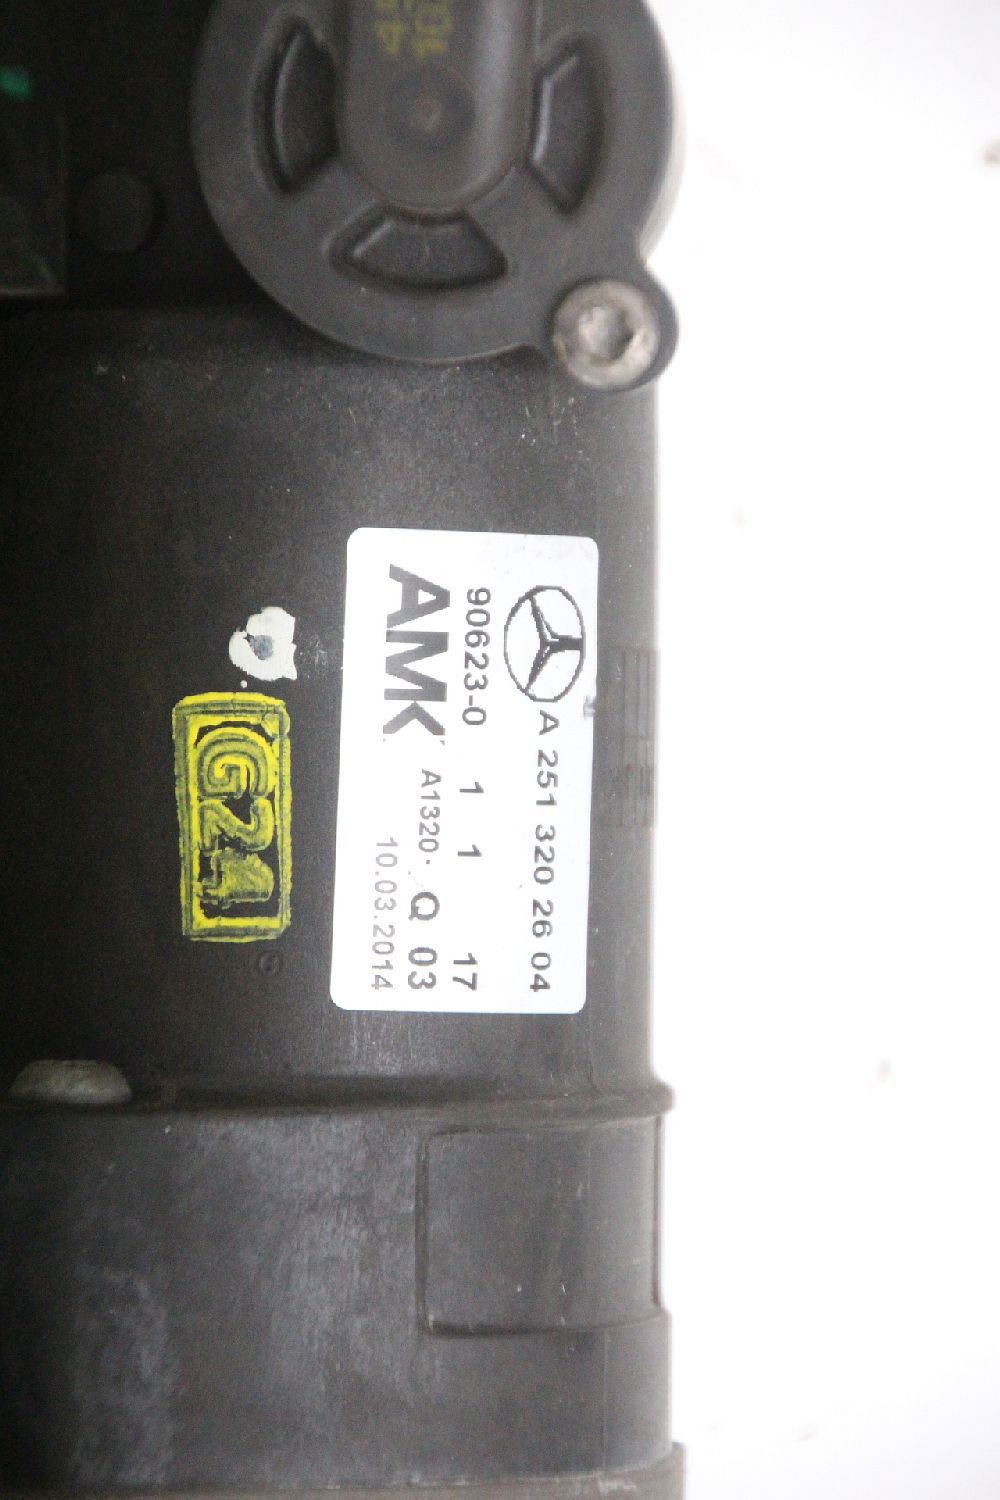 A 251 320 26 04
90623-0 1 1 17
AMK A1320- Q 03
10.03.2014
G21